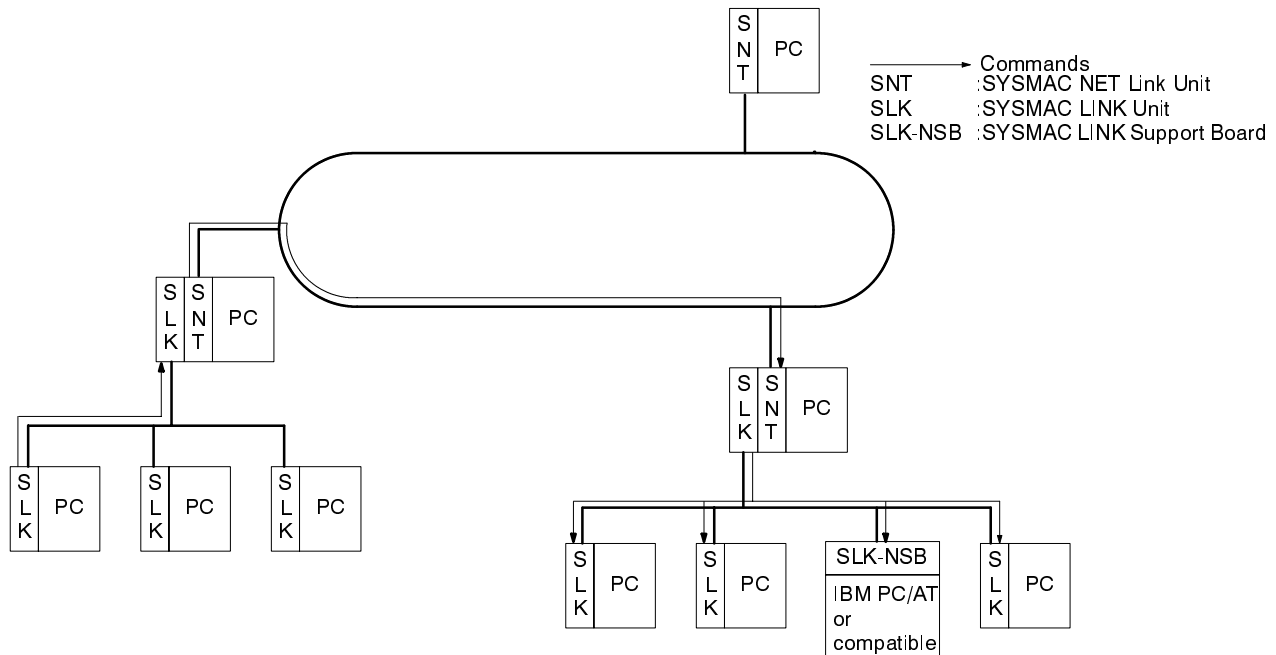 S
N
T
PC
Commands
SNT :SYSMAC NET Link Unit
SLK :SYSMAC LINK Unit
SLK-NSB :SYSMAC LINK Support Board
S
L
K
S
N
T
PC
S
L
K
S
N
T
PC
S
L
K
PC
S
L
K
PC
S
L
K
PC
S
L
K
PC
S
L
K
PC
SLK-NSB
IBM PC/AT
or
compatible
S
L
K
PC